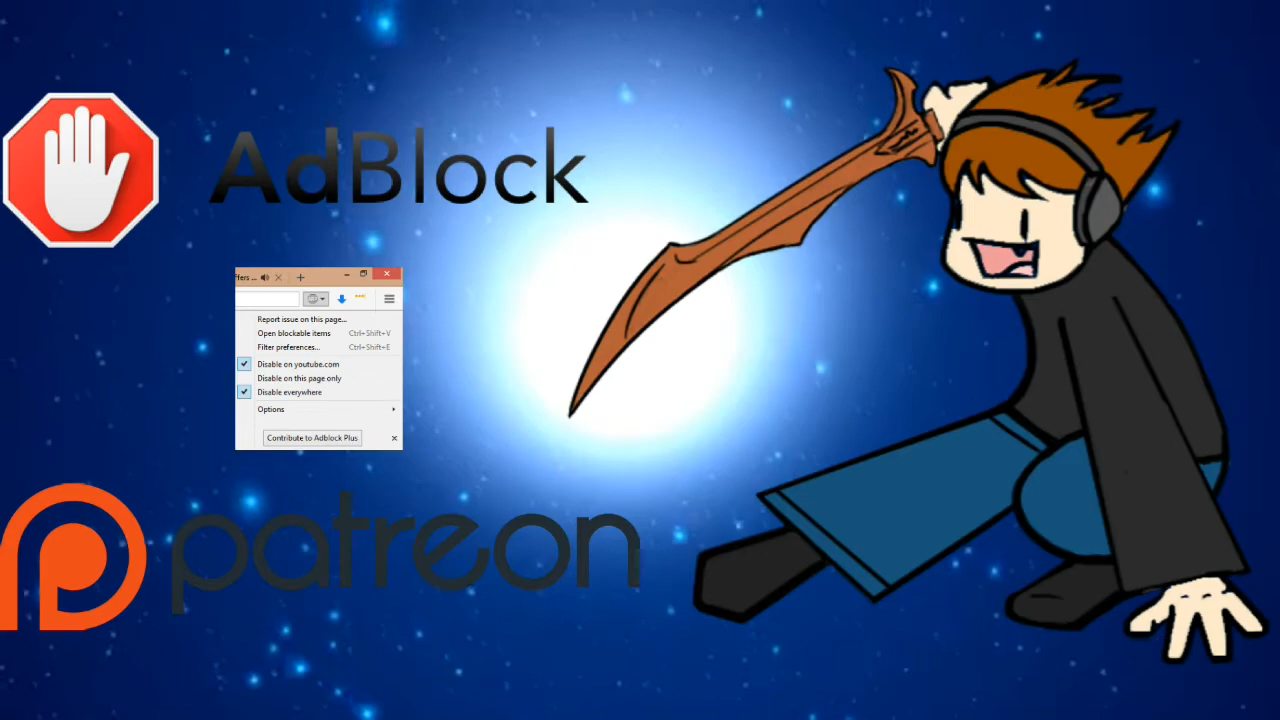 AdBlock
ffers ...
Report issue on this page...
Open blockable items Ctrl+Shift+V
Filter preferences... Ctrl+Shift+E
Disable on youtube.com
Disable on this page only
Disable everywhere
Options
Contribute to Adblock Plus
patreon